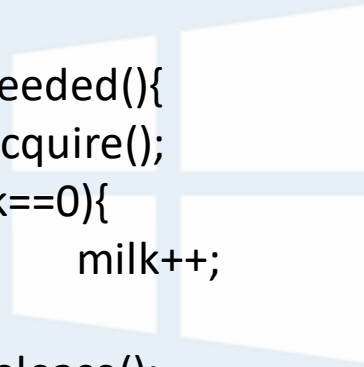 eeded(){
cquire();
k==0){
milk++;
elease();